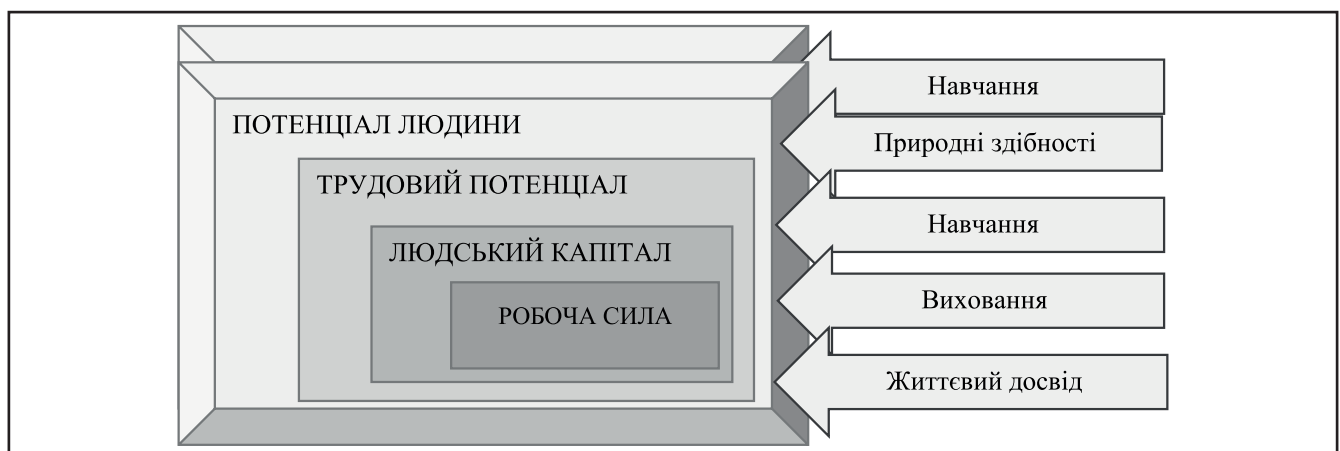 ПОТЕНЦІАЛ ЛЮДИНИ
ТРУДОВИЙ ПОТЕНЦІАЛ
ЛЮДСЬКИЙ КАПІТАЛ
РОБОЧА СИЛА
Навчання
Природні здібності
Навчання
Виховання
Життєвий досвід